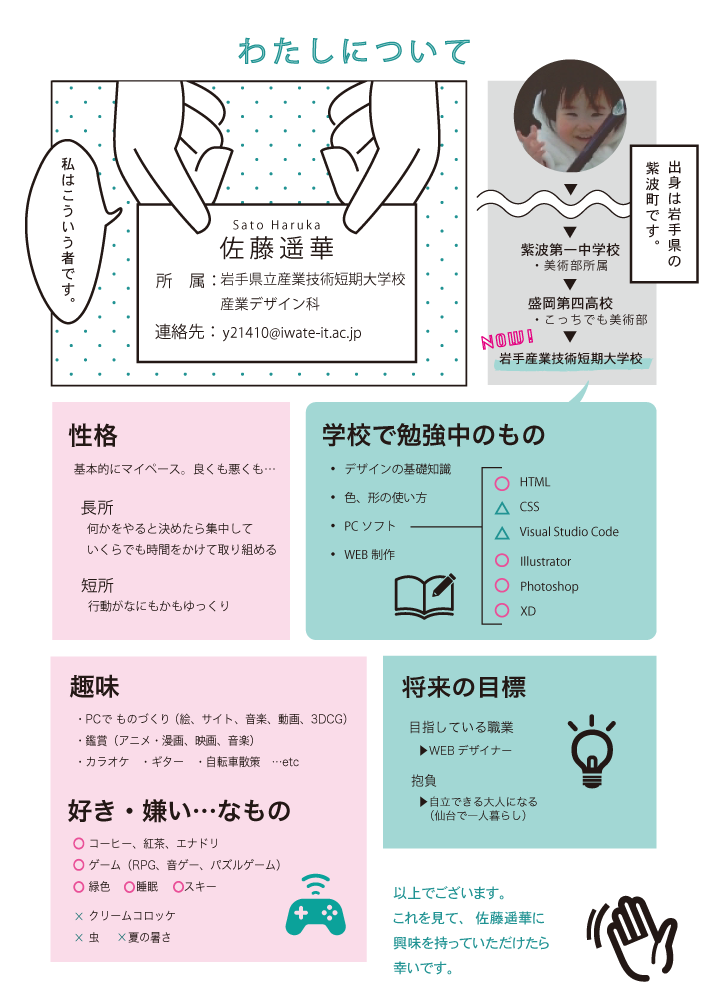 わたしについて
私はこういう者です。
Sato Haruka
佐藤遥華
所　属：岩手県立産業技術短期大学校
産業デザイン科
連絡先：y21410@iwate-it.ac.jp
出身は岩手県の
紫波町です。
紫波第一中学校
・美術部所属
盛岡第四高校
・こっちでも美術部
NOW!
岩手産業技術短期大学校
性格
基本的にマイペース。良くも悪くも…
長所
何かをやると決めたら集中して
いくらでも時間をかけて取り組める
短所
行動がなにもかもゆっくり
学校で勉強中のもの
• デザインの基礎知識
• 色、形の使い方
• PC ソフト
• WEB 制作
○ HTML
△ CSS
△ Visual Studio Code
○ Illustrator
○ Photoshop
○ XD
趣味
・PCで ものづくり（絵、サイト、音楽、動画、3DCG）
・鑑賞（アニメ・漫画、映画、音楽）
・カラオケ　・ギター　・自転車散策　…etc
好き・嫌い…なもの
○ コーヒー、紅茶、エナドリ
○ ゲーム（RPG、音ゲー、パズルゲーム）
○ 緑色　○睡眠　○スキー
× クリームコロッケ
× 虫　×夏の暑さ
将来の目標
目指している職業
▶WEB デザイナー
抱負
▶自立できる大人になる
（仙台で一人暮らし）
以上でございます。
これを見て、佐藤遥華に
興味を持っていただけたら
幸いです。